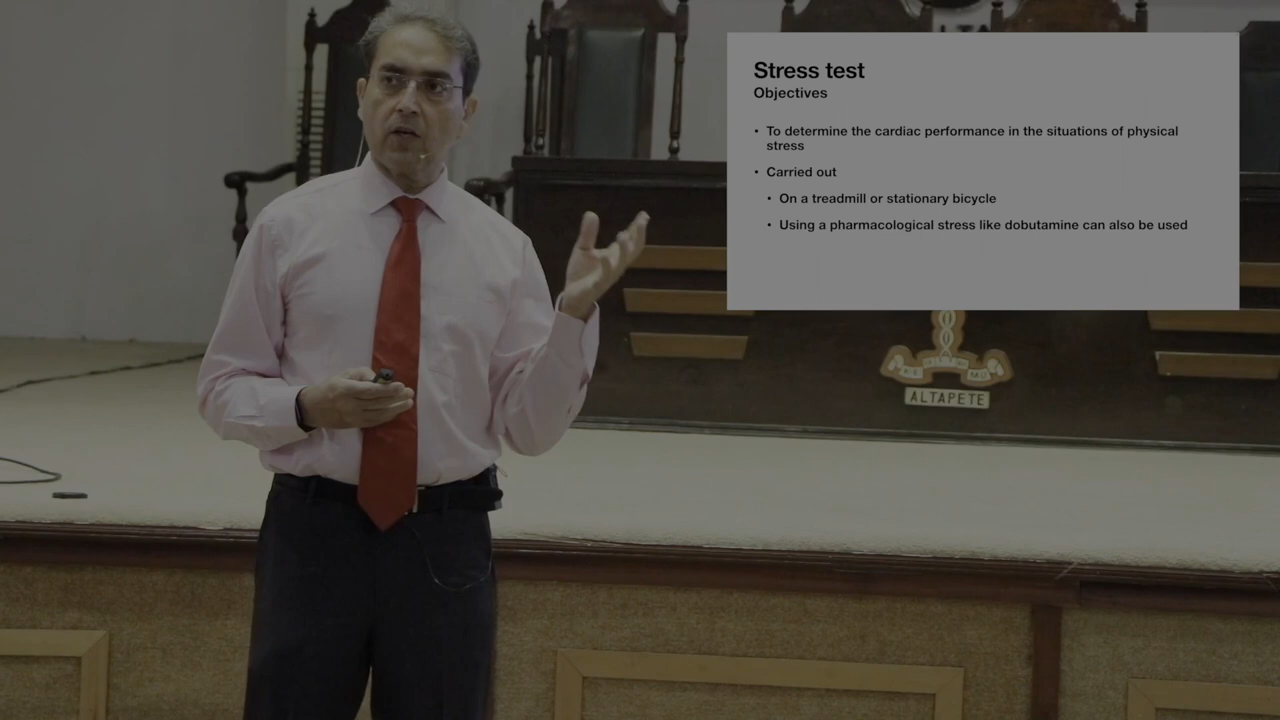 Stress test
Objectives
• To determine the cardiac performance in the situations of physical
stress
• Carried out
• On a treadmill or stationary bicycle
• Using a pharmacological stress like dobutamine can also be used
ALTAPETE